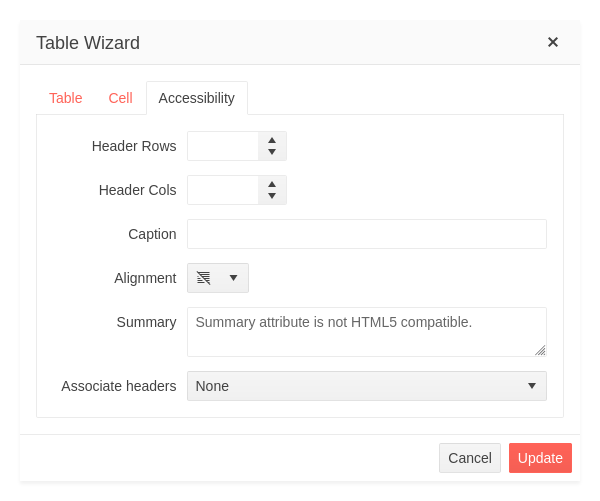 Table Wizard
Table Cell Accessibility
Header Rows
Header Cols
Caption
Alignment
Summary Summary attribute is not HTML5 compatible.
Associate headers None
Cancel Update